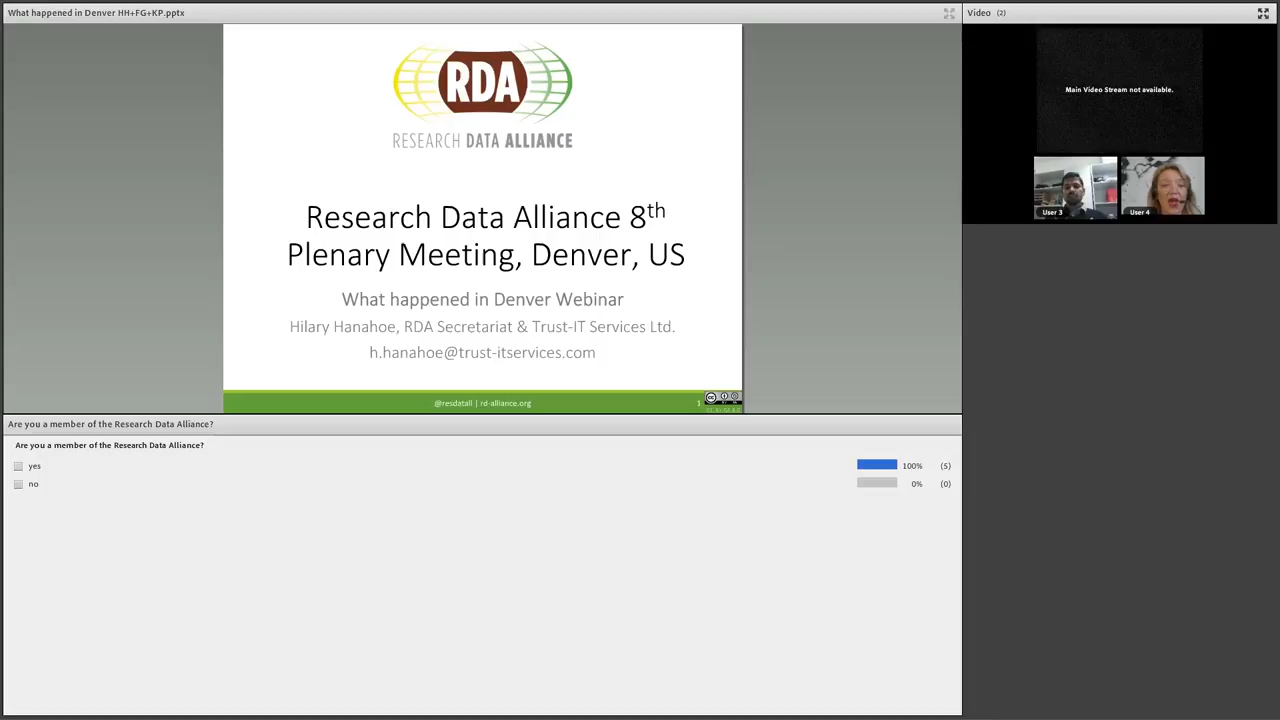 What happened in Denver HH+FG+KP.pptx
Video (2)
RDA
RESEARCH DATA ALLIANCE
Research Data Alliance 8th
Plenary Meeting, Denver, US
What happened in Denver Webinar
Hilary Hanahoe, RDA Secretariat & Trust-IT Services Ltd.
h.hanahoe@trust-itservices.com
@resdatall | rd-alliance.org
1
cc
Main Video Stream not available.
User 3
User 4
Are you a member of the Research Data Alliance?
Are you a member of the Research Data Alliance?
yes 100% (5)
no 0% (0)